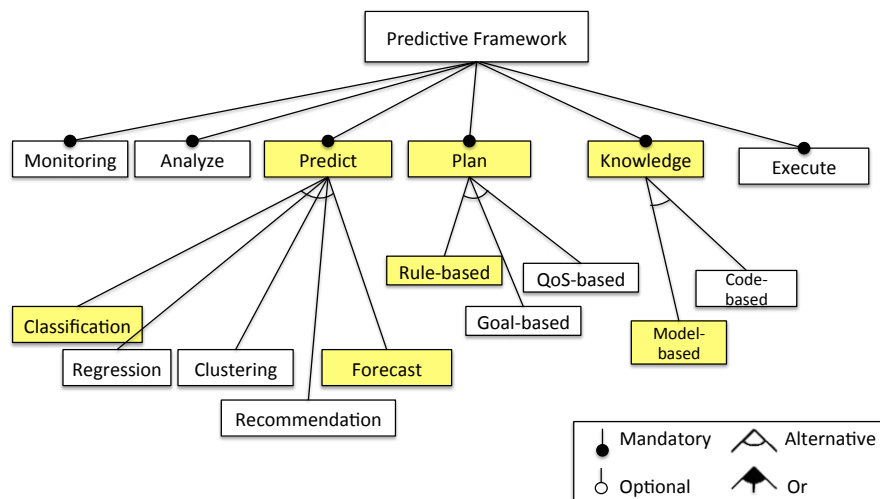 Predictive Framework
Monitoring
Analyze
Predict
Plan
Knowledge
Execute
Rule-based
QoS-based
Code-
based
Classification
Goal-based
Model-
based
Regression
Clustering
Forecast
Recommendation
Mandatory
Alternative
Optional
Or